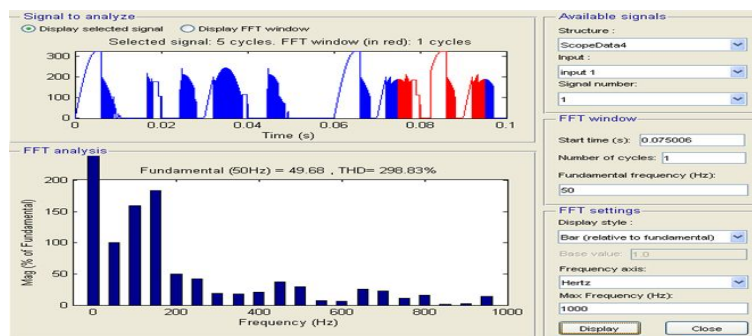 Signal to analyze
Display selected signal Display FFT window
Selected signal: 5 cycles. FFT window (in red): 1 cycles
300
200
100
0
0 0.02 0.04 0.06 0.08 0.1
Time (s)
FFT analysis
Fundamental (50Hz) = 49.68 , THD= 298.83%
Mag (% of Fundamental)
200
150
100
50
0
0 200 400 600 800 1000
Frequency (Hz)
Available signals
Structure :
ScopeData4
Input :
input 1
Signal number:
1
FFT window
Start time (s): 0.075006
Number of cycles: 1
Fundamental frequency (Hz):
50
FFT settings
Display style :
Bar (relative to fundamental)
Base value: 1.0
Frequency axis:
Hertz
Max Frequency (Hz):
1000
Display Close